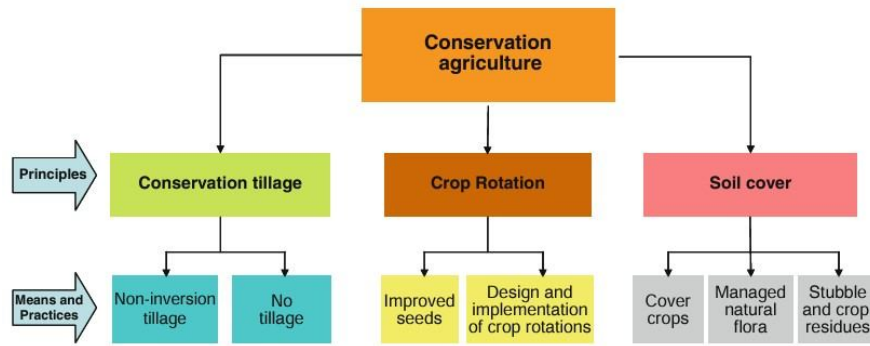 Conservation
agriculture
Principles
Conservation tillage
Crop Rotation
Soil cover
Means and
Practices
Non-inversion
tillage
No
tillage
Improved
seeds
Design and
implementation
of crop rotations
Cover
crops
Managed
natural
flora
Stubble
and crop
residues